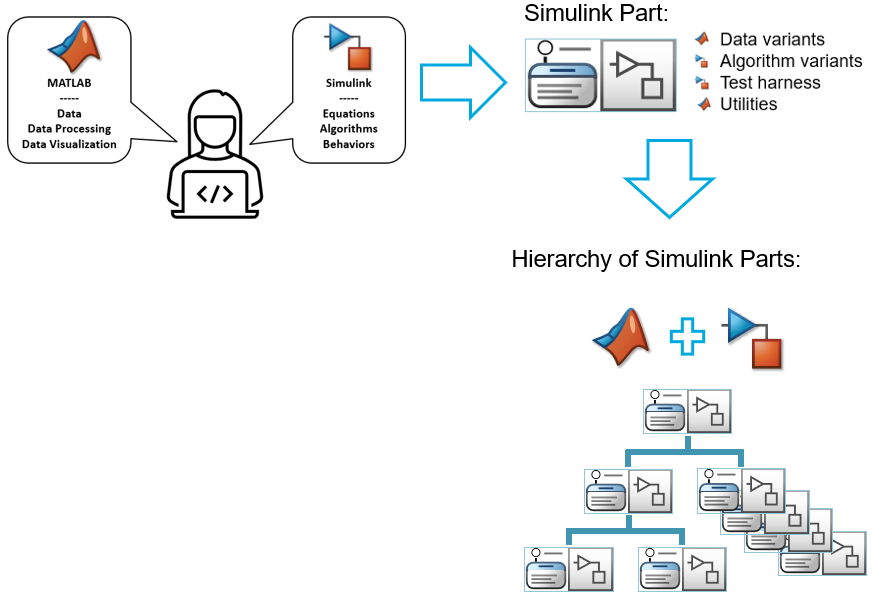 MATLAB
-----
Data
Data Processing
Data Visualization
Simulink
-----
Equations
Algorithms
Behaviors
</>
Simulink Part:
Data variants
Algorithm variants
Test harness
Utilities
Hierarchy of Simulink Parts: